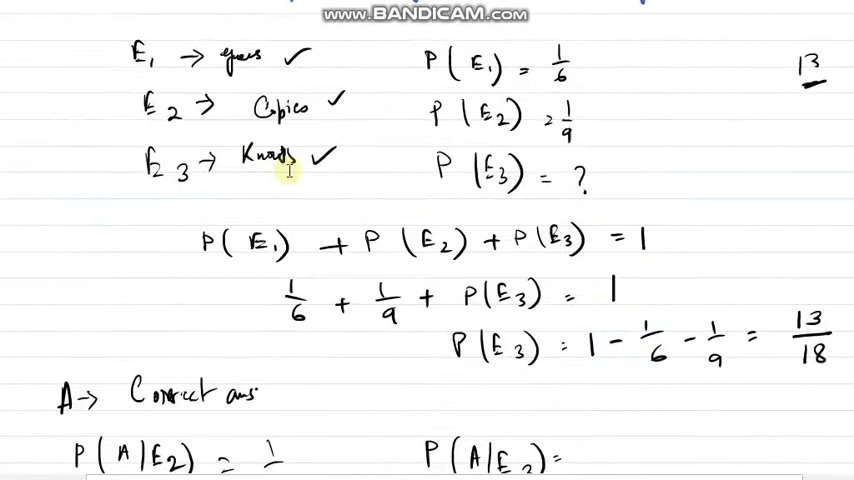 www.BANDICAM.com
E₁ → guess ✓ P(E₁) = 1/6 13
E₂ → Copies ✓ P(E₂) = 1/9
E₃ → Knows ✓ P(E₃) = ?
P(E₁) + P(E₂) + P(E₃) = 1
1/6 + 1/9 + P(E₃) = 1
P(E₃) = 1 - 1/6 - 1/9 = 13/18
A → Correct ans.
P(A|E₂) = 1 P(A|E₂) =